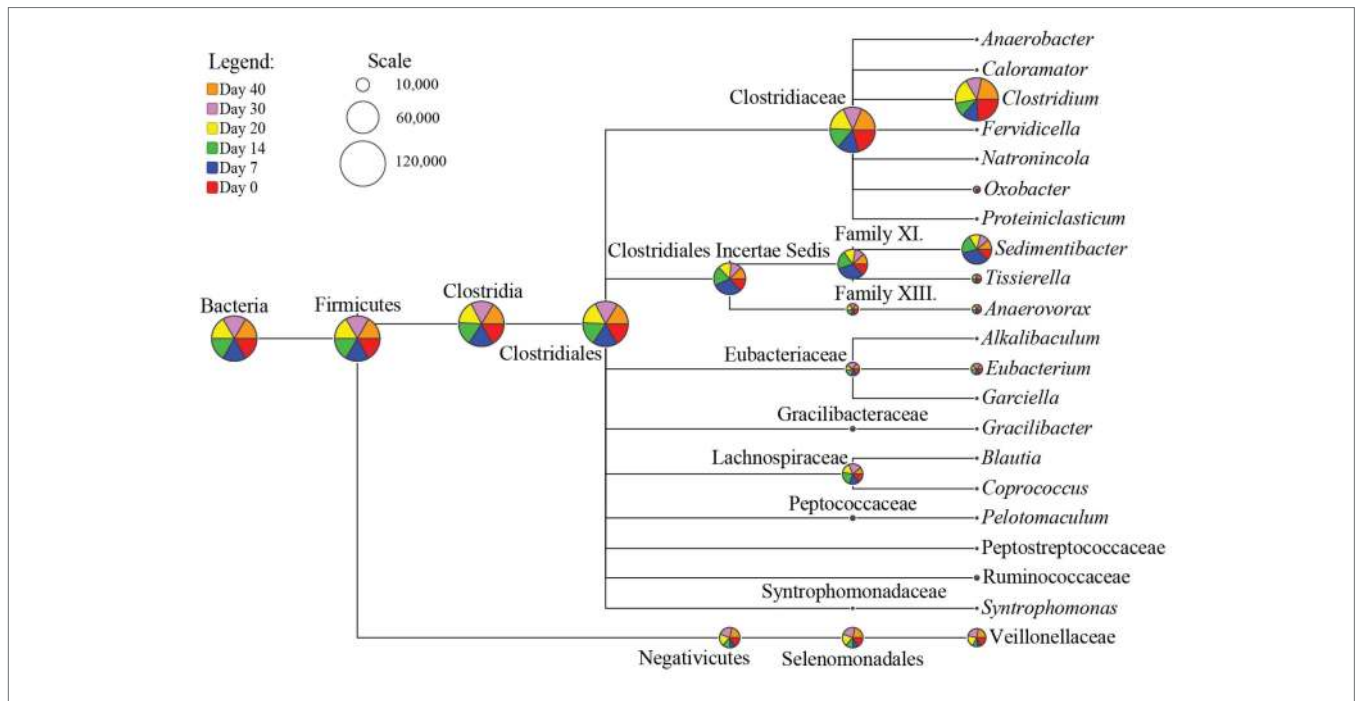 Legend:
Day 40
Day 30
Day 20
Day 14
Day 7
Day 0
Scale
10,000
60,000
120,000
Bacteria
Firmicutes
Clostridia
Clostridiales
Clostridiaceae
Anaerobacter
Caloramator
Clostridium
Fervidicella
Natronincola
Oxobacter
Proteiniclasticum
Clostridiales Incertae Sedis
Family XI.
Sedimentibacter
Tissierella
Family XIII.
Anaerovorax
Eubacteriaceae
Alkalibaculum
Eubacterium
Garciella
Gracilibacteraceae
Gracilibacter
Lachnospiraceae
Blautia
Coprococcus
Peptococcaceae
Pelotomaculum
Peptostreptococcaceae
Ruminococcaceae
Syntrophomonadaceae
Syntrophomonas
Negativicutes
Selenomonadales
Veillonellaceae